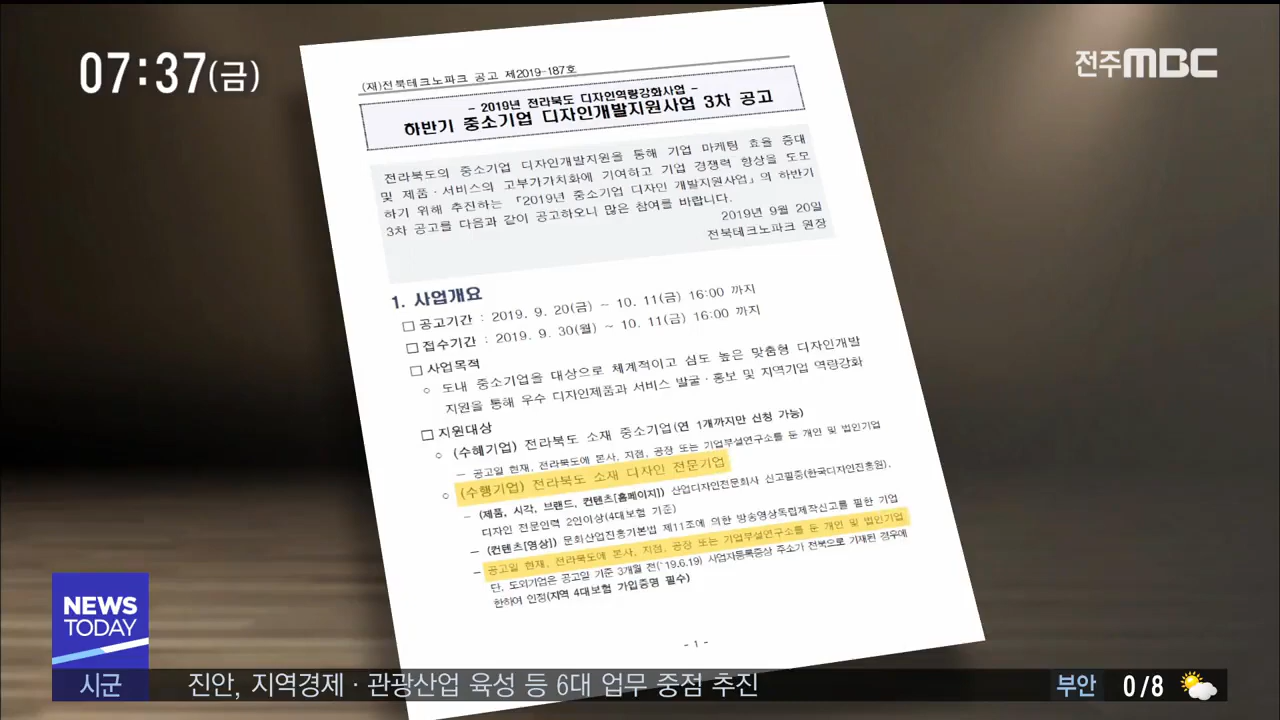 07:37(금)
전주MBC
(재)전북테크노파크 공고 제2019-187호
- 2019년 전라북도 디자인역량강화사업 -
하반기 중소기업 디자인개발지원사업 3차 공고
전라북도의 중소기업 디자인개발지원을 통해 기업 마케팅 효율 증대
및 제품·서비스의 고부가가치화에 기여하고 기업 경쟁력 향상을 도모
하기 위해 추진하는 「2019년 중소기업 디자인 개발지원사업」의 하반기
3차 공고를 다음과 같이 공고하오니 많은 참여를 바랍니다.
2019년 9월 20일
전북테크노파크 원장
1. 사업개요
□ 공고기간 : 2019. 9. 20(금) ~ 10. 11(금) 16:00 까지
□ 접수기간 : 2019. 9. 30(월) ~ 10. 11(금) 16:00 까지
□ 사업목적
○ 도내 중소기업을 대상으로 체계적이고 심도 높은 맞춤형 디자인개발
지원을 통해 우수 디자인제품과 서비스 발굴·홍보 및 지역기업 역량강화
□ 지원대상
○ (수혜기업) 전라북도 소재 중소기업(연 1개까지만 신청 가능)
- 공고일 현재, 전라북도에 본사, 지점, 공장 또는 기업부설연구소를 둔 개인 및 법인기업
○ (수행기업) 전라북도 소재 디자인 전문기업
- (제품, 시각, 브랜드, 컨텐츠[홈페이지]) 산업디자인전문회사 신고필증(한국디자인진흥원),
디자인 전문인력 2인이상(4대보험 기준)
- (컨텐츠[영상]) 문화산업진흥기본법 제11조에 의한 방송영상독립제작신고를 필한 기업
- 공고일 현재, 전라북도에 본사, 지점, 공장 또는 기업부설연구소를 둔 개인 및 법인기업
단, 도외기업은 공고일 기준 3개월 전('19.6.19) 사업자등록증상 주소가 전북으로 기재된 경우에
한하여 인정(지역 4대보험 가입증명 필수)
- 1 -
NEWS
TODAY
시군 진안, 지역경제·관광산업 육성 등 6대 업무 중점 추진 부안 0/8